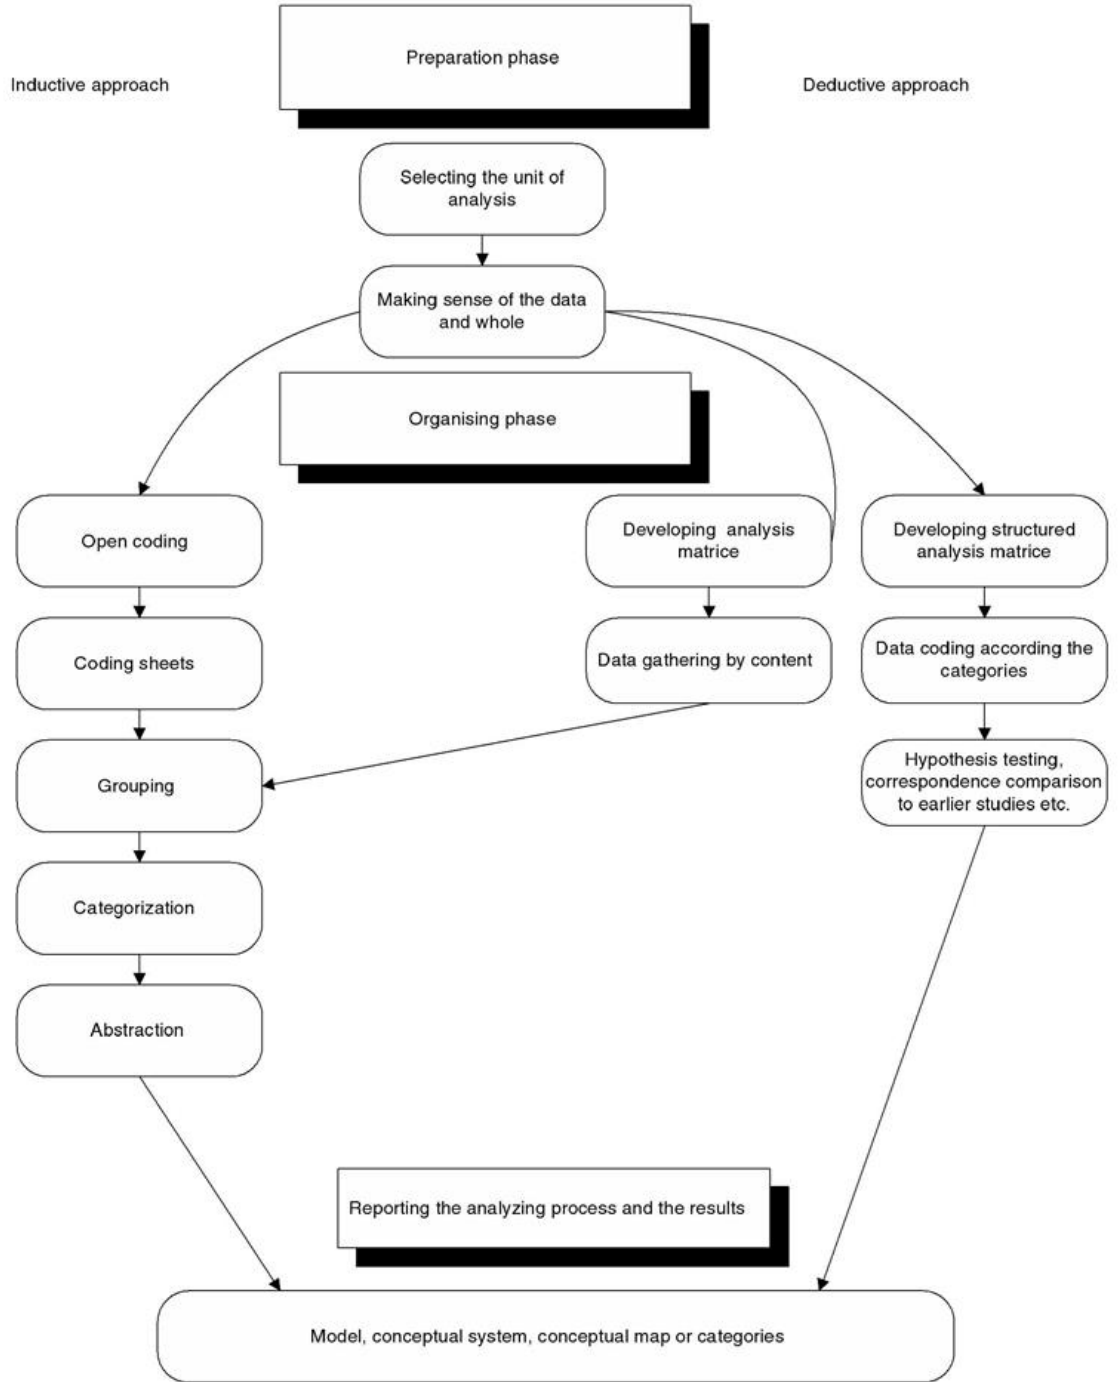 Preparation phase
Inductive approach
Deductive approach
Selecting the unit of
analysis
Making sense of the data
and whole
Organising phase
Open coding
Developing analysis
matrice
Developing structured
analysis matrice
Coding sheets
Data gathering by content
Data coding according the
categories
Grouping
Hypothesis testing,
correspondence comparison
to earlier studies etc.
Categorization
Abstraction
Reporting the analyzing process and the results
Model, conceptual system, conceptual map or categories